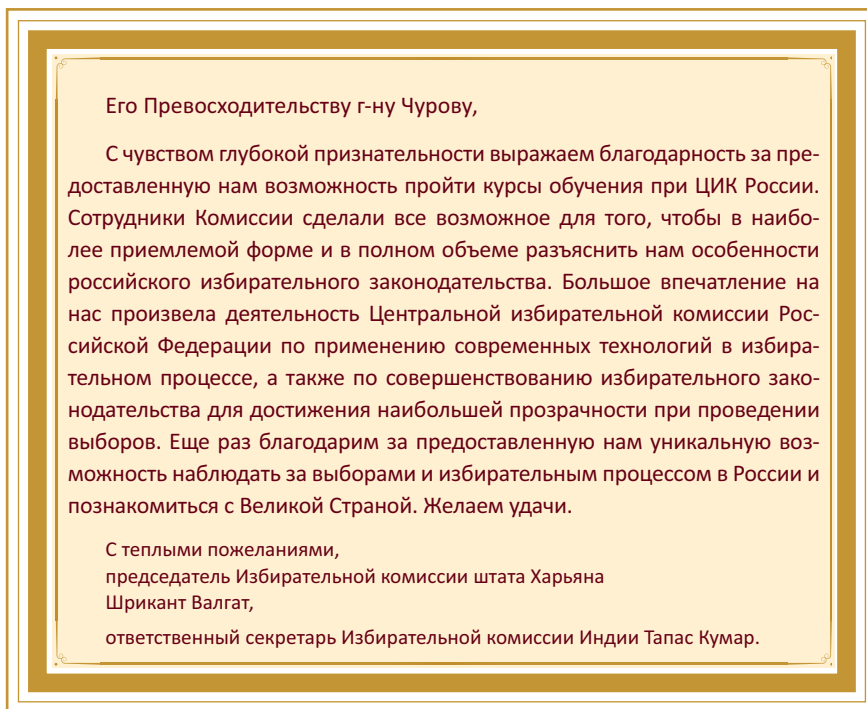 Его Превосходительству г-ну Чурову,
С чувством глубокой признательности выражаем благодарность за пре-
доставленную нам возможность пройти курсы обучения при ЦИК России.
Сотрудники Комиссии сделали все возможное для того, чтобы в наибо-
лее приемлемой форме и в полном объеме разъяснить нам особенности
российского избирательного законодательства. Большое впечатление на
нас произвела деятельность Центральной избирательной комиссии Рос-
сийской Федерации по применению современных технологий в избира-
тельном процессе, а также по совершенствованию избирательного зако-
нодательства для достижения наибольшей прозрачности при проведении
выборов. Еще раз благодарим за предоставленную нам уникальную воз-
можность наблюдать за выборами и избирательным процессом в России и
познакомиться с Великой Страной. Желаем удачи.
С теплыми пожеланиями,
председатель Избирательной комиссии штата Харьяна
Шрикант Валгат,
ответственный секретарь Избирательной комиссии Индии Тапас Кумар.